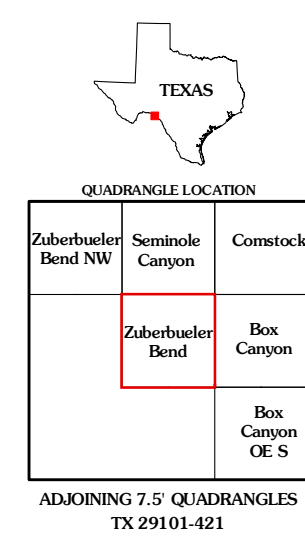 TEXAS
QUADRANGLE LOCATION
Zuberbueler Bend NW
Seminole Canyon
Comstock
Zuberbueler Bend
Box Canyon
Box Canyon OE S
ADJOINING 7.5' QUADRANGLES
TX 29101-421